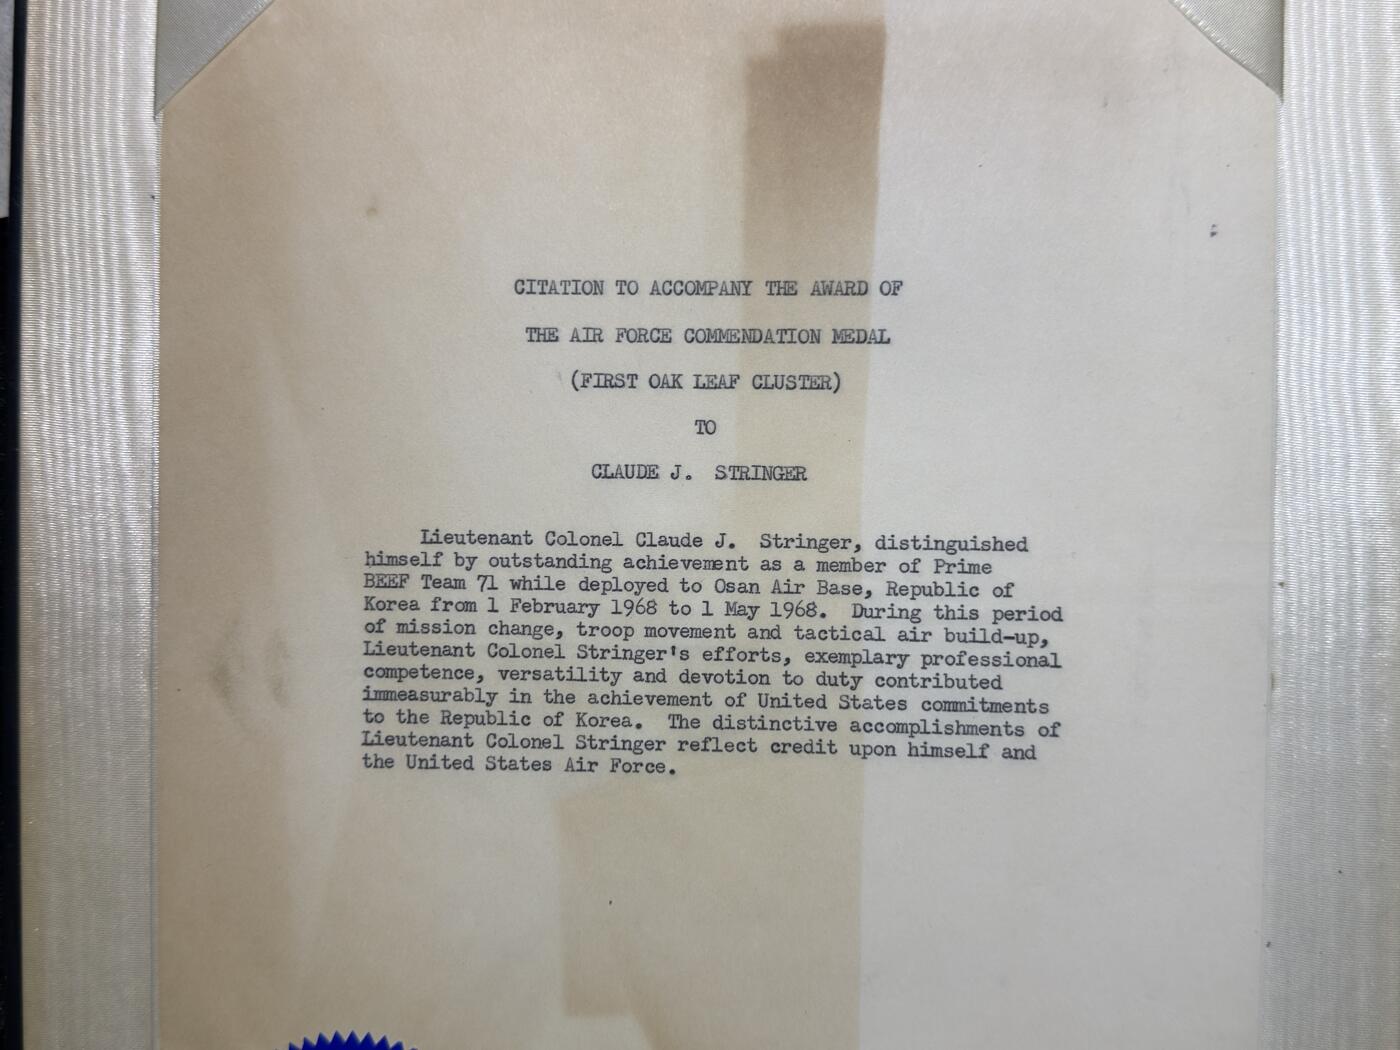 CITATION TO ACCOMPANY THE AWARD OF
THE AIR FORCE COMMENDATION MEDAL
(FIRST OAK LEAF CLUSTER)
TO
CLAUDE J. STRINGER
Lieutenant Colonel Claude J. Stringer, distinguished
himself by outstanding achievement as a member of Prime
BEEF Team 71 while deployed to Osan Air Base, Republic of
Korea from 1 February 1968 to 1 May 1968. During this period
of mission change, troop movement and tactical air build-up,
Lieutenant Colonel Stringer's efforts, exemplary professional
competence, versatility and devotion to duty contributed
immeasurably in the achievement of United States commitments
to the Republic of Korea. The distinctive accomplishments of
Lieutenant Colonel Stringer reflect credit upon himself and
the United States Air Force.